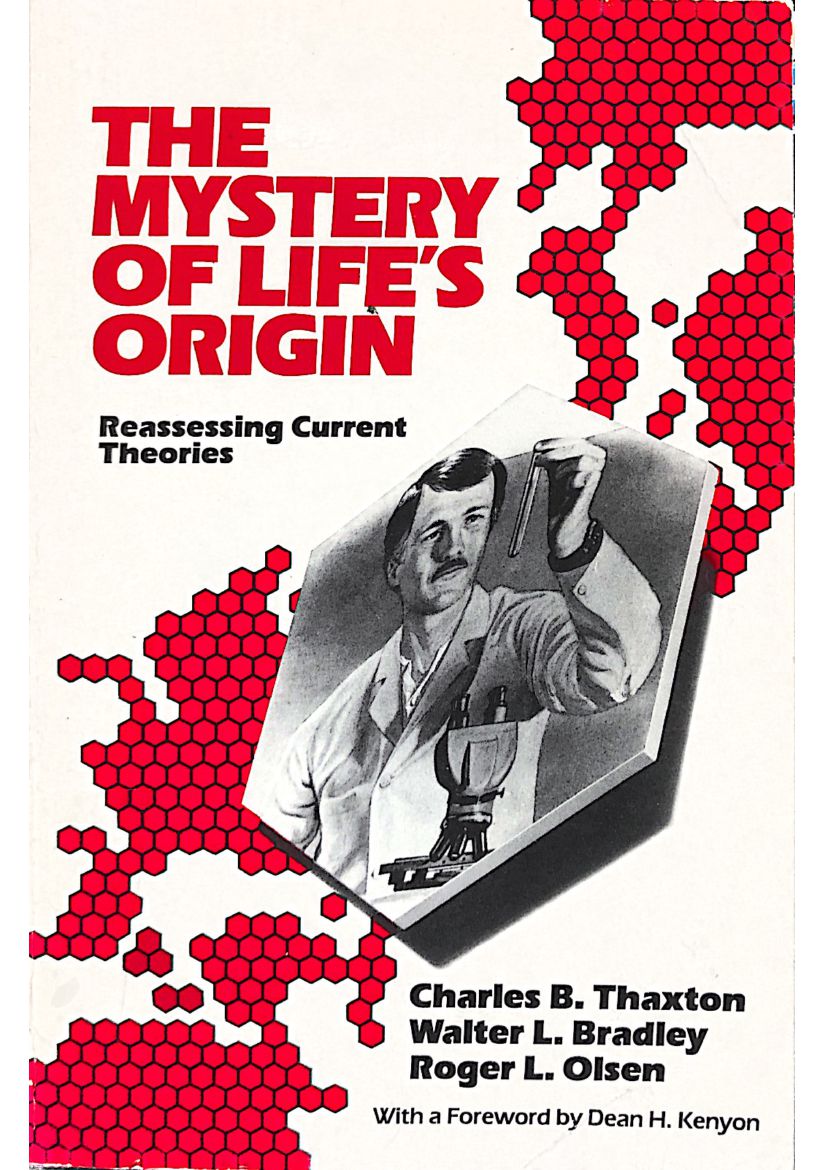 THE
MYSTERY
OF LIFE'S
ORIGIN
Reassessing Current
Theories
Charles B. Thaxton
Walter L. Bradley
Roger L. Olsen
With a Foreword by Dean H. Kenyon